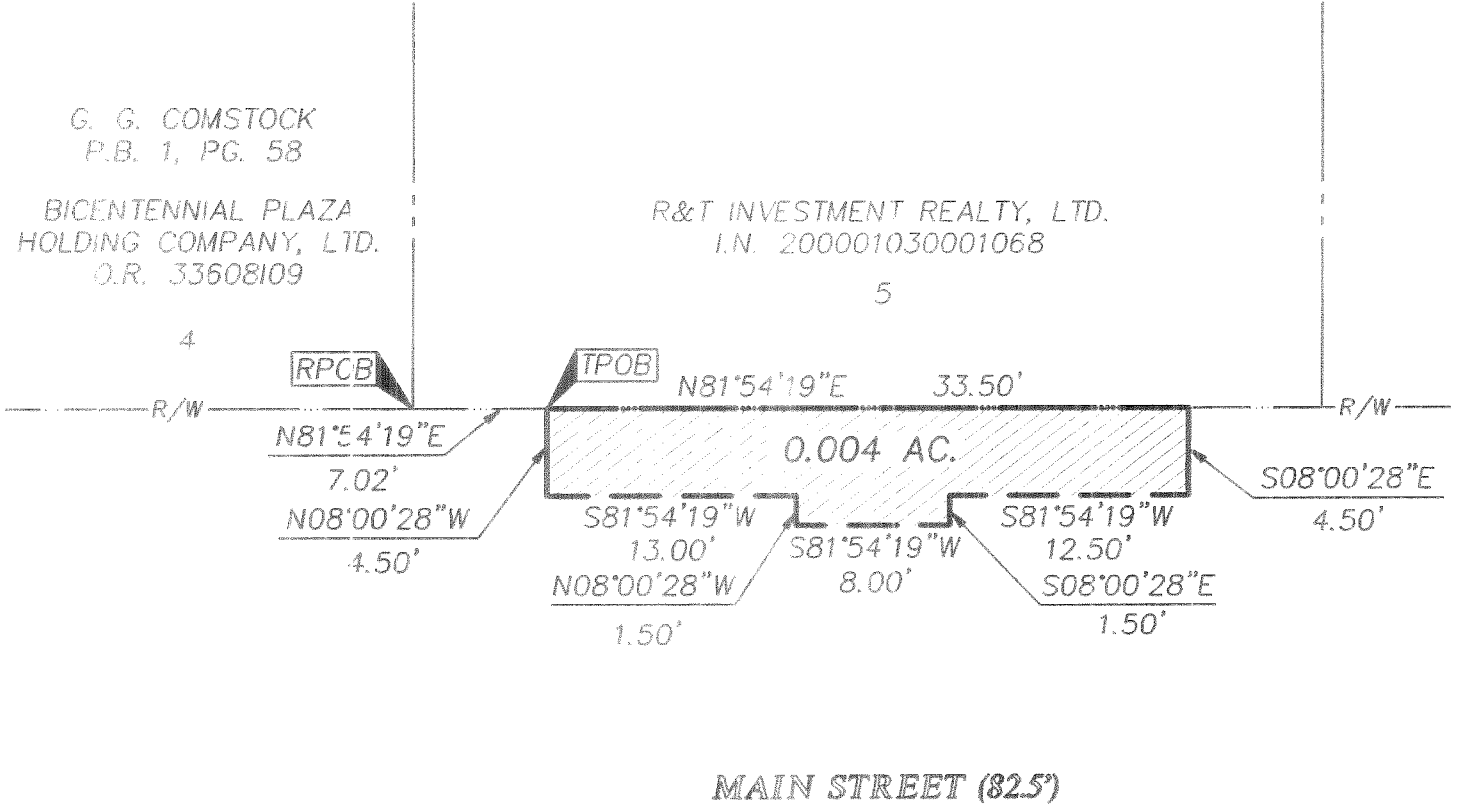 G. G. COMSTOCK
P.B. 1, PG. 58
BICENTENNIAL PLAZA
HOLDING COMPANY, LTD.
O.R. 33608I09
4
R&T INVESTMENT REALTY, LTD.
I.N. 200001030001068
5
RPOB
TPOB
N81°54'19"E 33.50'
R/W
R/W
N81°54'19"E
7.02'
0.004 AC.
N08°00'28"W
4.50'
S81°54'19"W
13.00'
S81°54'19"W
8.00'
S81°54'19"W
12.50'
S08°00'28"E
4.50'
N08°00'28"W
1.50'
S08°00'28"E
1.50'
MAIN STREET (82.5')